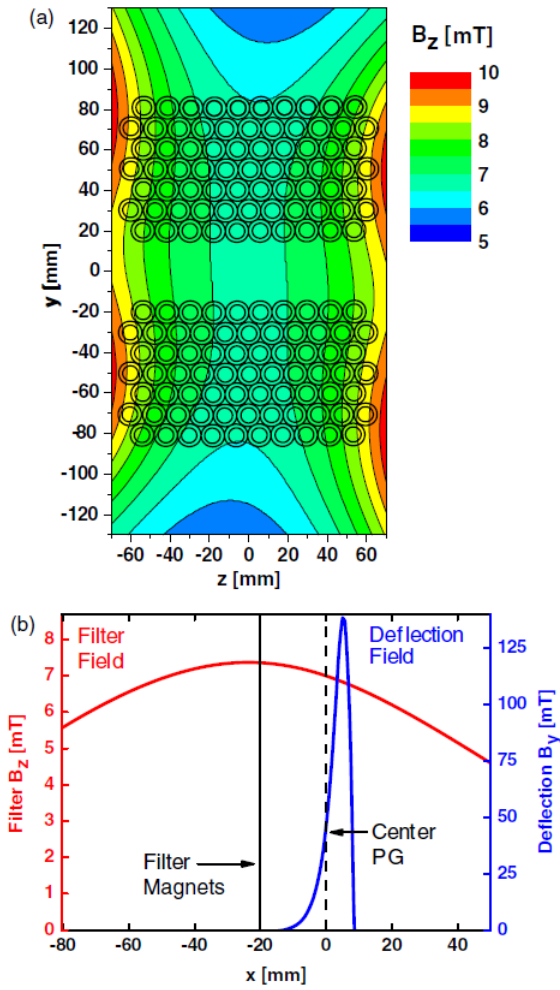 (a)
B_z [mT]
10
9
8
7
6
5
120
100
80
60
40
20
0
-20
-40
-60
-80
-100
-120
y [mm]
-60 -40 -20 0 20 40 60
z [mm]
(b)
Filter
Field
Deflection
Field
8
7
6
5
4
3
2
1
0
Filter B_z [mT]
125
100
75
50
25
0
Deflection B_y [mT]
Center
PG
Filter
Magnets
-80 -60 -40 -20 0 20 40
x [mm]